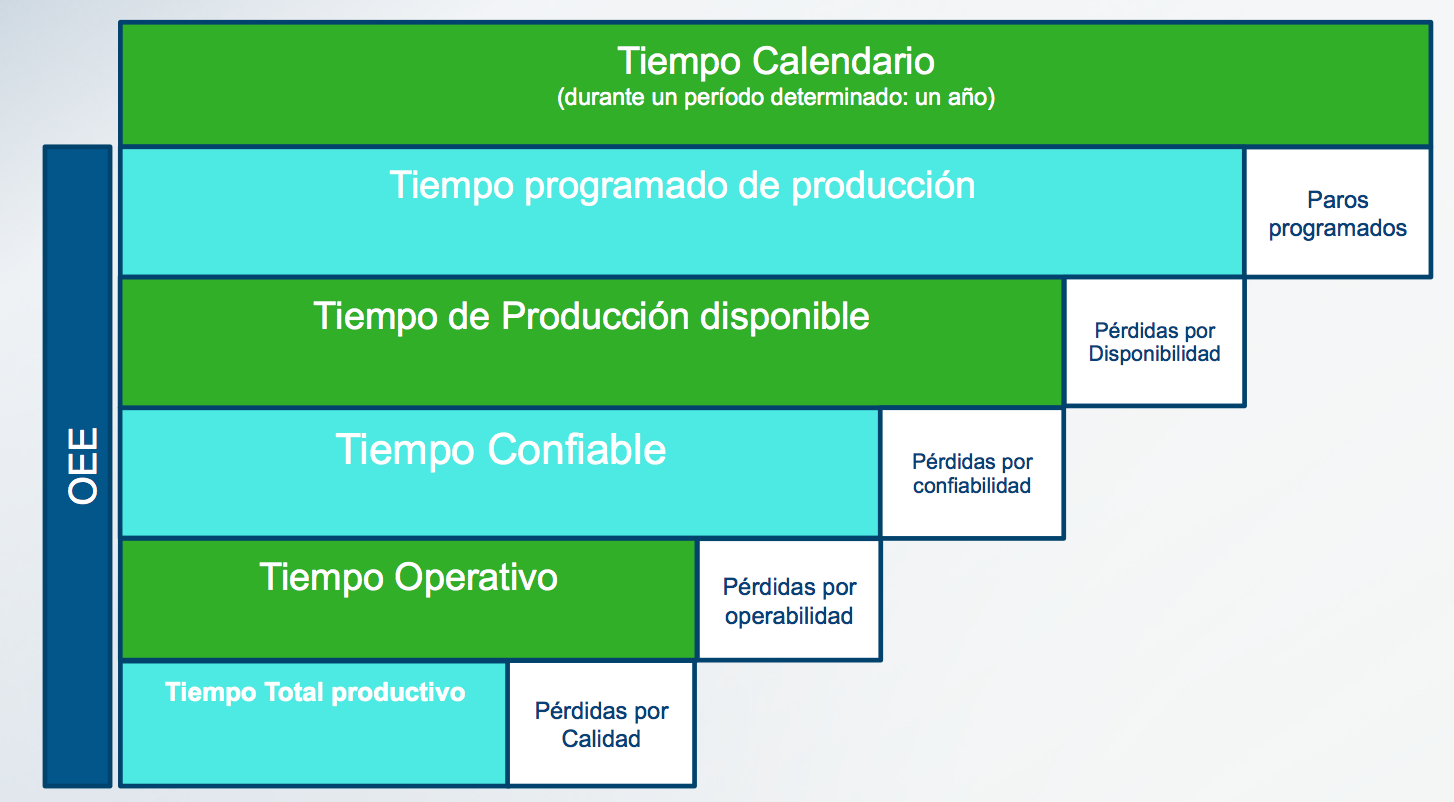 Tiempo Calendario
(durante un período determinado: un año)
Tiempo programado de producción
Paros
programados
Tiempo de Producción disponible
Pérdidas por
Disponibilidad
OEE
Tiempo Confiable
Pérdidas por
confiabilidad
Tiempo Operativo
Pérdidas por
operabilidad
Tiempo Total productivo
Pérdidas por
Calidad